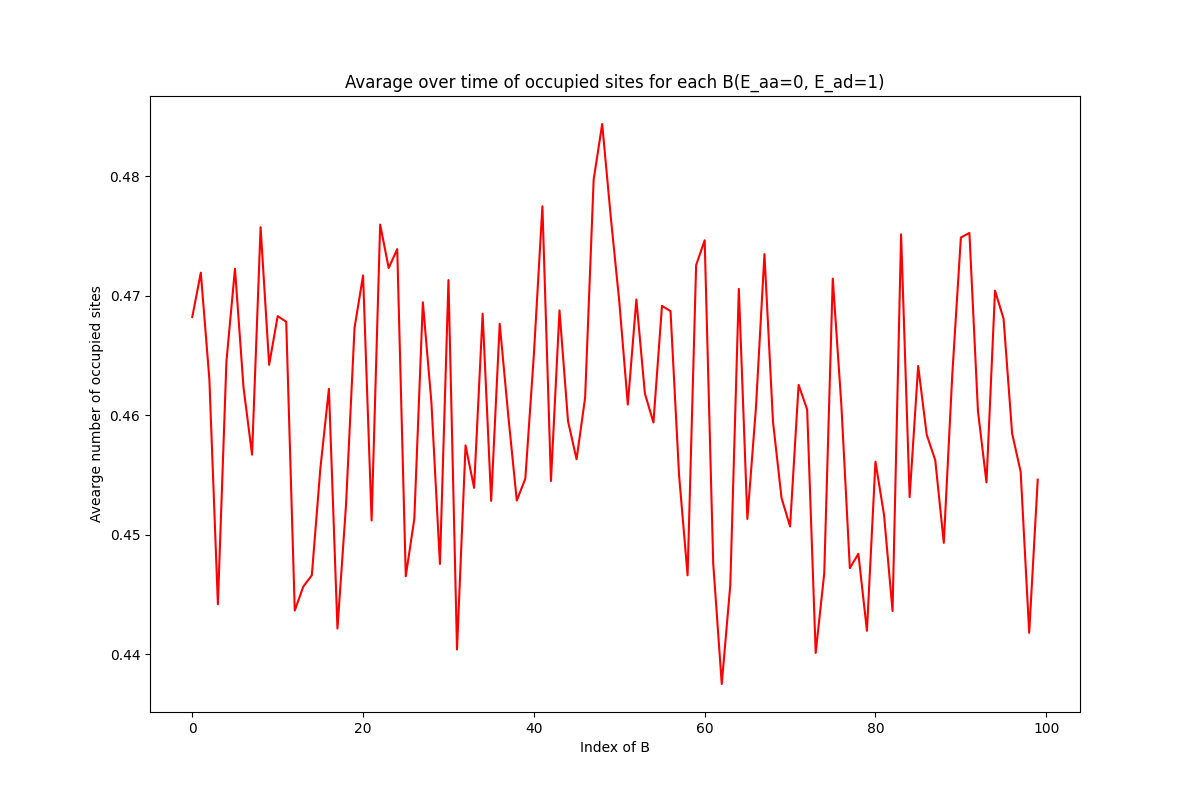 Avarage over time of occupied sites for each B(E_aa=0, E_ad=1)
Avearge number of occupied sites
0.48
0.47
0.46
0.45
0.44
0 20 40 60 80 100
Index of B